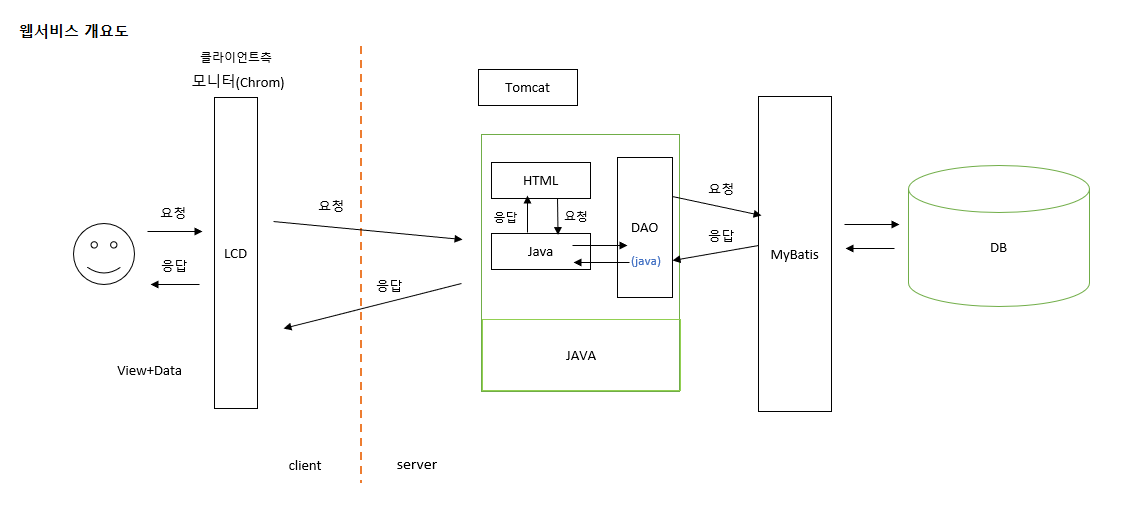 웹서비스 개요도
클라이언트측
모니터(Chrom)
Tomcat
HTML
요청
응답
요청
요청
응답
요청
DAO
Java
(java)
응답
LCD
MyBatis
DB
응답
응답
JAVA
View+Data
client
server